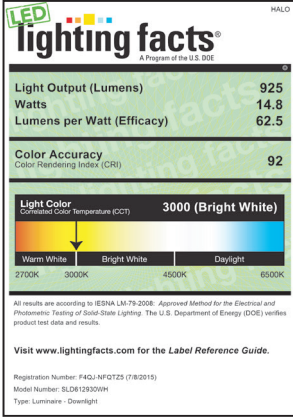 HALO
LED
lighting facts®
A Program of the U.S. DOE
Light Output (Lumens) 925
Watts 14.8
Lumens per Watt (Efficacy) 62.5
Color Accuracy 92
Color Rendering Index (CRI)
Light Color 3000 (Bright White)
Correlated Color Temperature (CCT)
Warm White Bright White Daylight
2700K 3000K 4500K 6500K
All results are according to IESNA LM-79-2008: Approved Method for the Electrical and
Photometric Testing of Solid-State Lighting. The U.S. Department of Energy (DOE) verifies
product test data and results.
Visit www.lightingfacts.com for the Label Reference Guide.
Registration Number: F4QJ-NFQTZ5 (7/8/2015)
Model Number: SLD612930WH
Type: Luminaire - Downlight